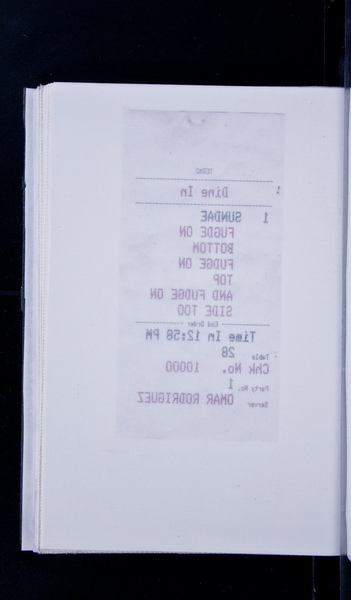 Dine In
1 SUNDAE
FUGDE ON
BOTTOM
FUDGE ON
TOP
AND FUDGE ON
SIDE TOO
End Order
Time In 12:58 PM
Table 28
Chk No. 10000
Party No. 1
Server OMAR RODRIGUEZ